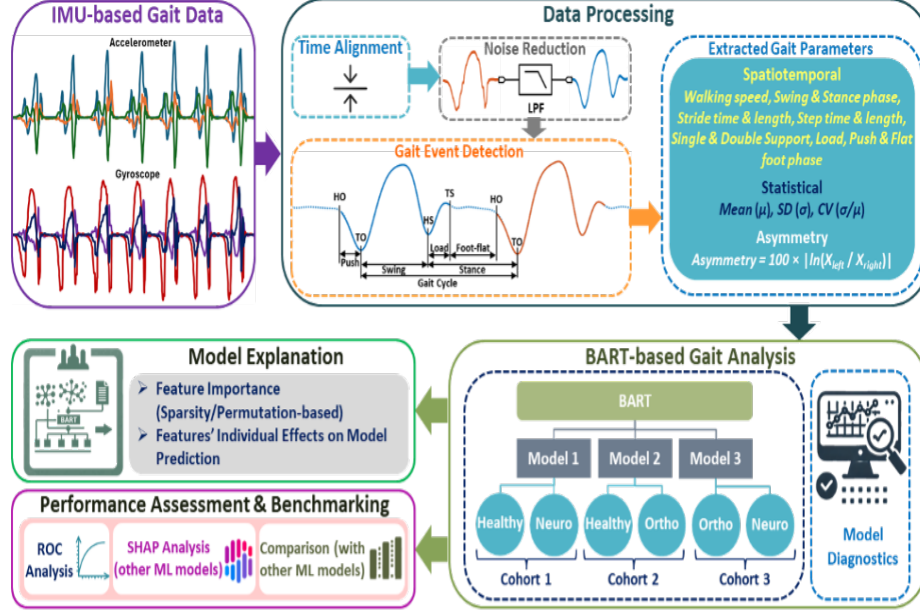 IMU-based Gait Data
Accelerometer
Gyroscope
Data Processing
Time Alignment
Noise Reduction
LPF
Gait Event Detection
HO
TO
HS
TS
HO
TO
Push
Load
Foot-flat
Swing
Stance
Gait Cycle
Extracted Gait Parameters
Spatiotemporal
Walking speed, Swing & Stance phase,
Stride time & length, Step time & length,
Single & Double Support, Load, Push & Flat
foot phase
Statistical
Mean (μ), SD (σ), CV (σ/μ)
Asymmetry
Asymmetry = 100 × |ln(Xleft / Xright)|
BART-based Gait Analysis
BART
Model 1
Model 2
Model 3
Healthy
Neuro
Healthy
Ortho
Ortho
Neuro
Cohort 1
Cohort 2
Cohort 3
Model
Diagnostics
Model Explanation
BART
➢ Feature Importance
(Sparsity/Permutation-based)
➢ Features' Individual Effects on Model
Prediction
Performance Assessment & Benchmarking
ROC
Analysis
SHAP Analysis
(other ML models)
Comparison (with
other ML models)